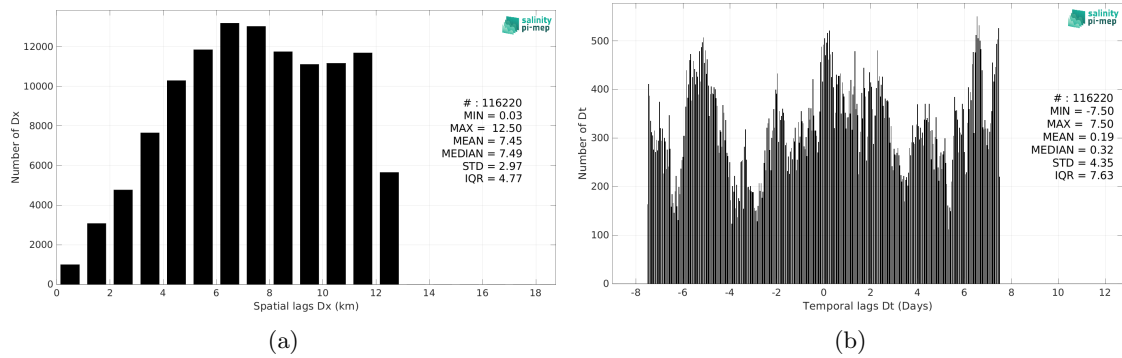 salinity
pi-mep
12000
10000
8000
6000
4000
2000
0
Number of Dx
# : 116220
MIN = 0.03
MAX = 12.50
MEAN = 7.45
MEDIAN = 7.49
STD = 2.97
IQR = 4.77
0 2 4 6 8 10 12 14 16 18
Spatial lags Dx (km)
(a)
salinity
pi-mep
500
400
300
200
100
0
Number of Dt
# : 116220
MIN = -7.50
MAX = 7.50
MEAN = 0.19
MEDIAN = 0.32
STD = 4.35
IQR = 7.63
-8 -6 -4 -2 0 2 4 6 8 10 12
Temporal lags Dt (Days)
(b)